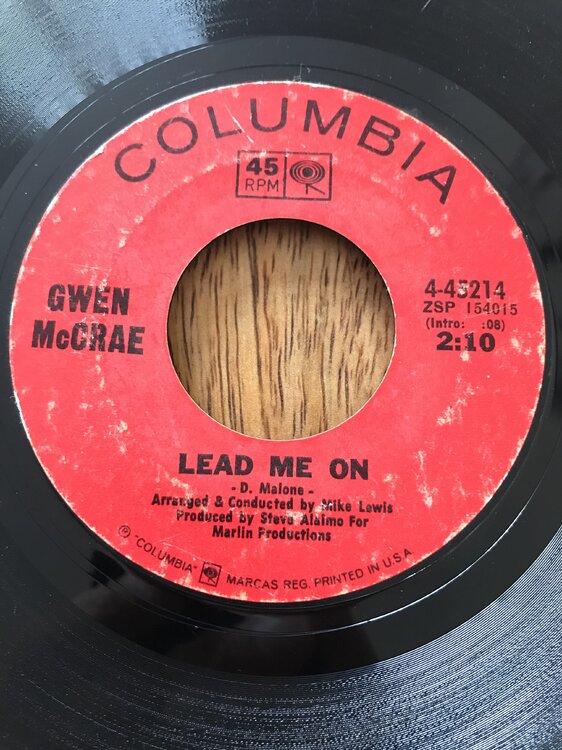 COLUMBIA
45
RPM
GWEN
McCRAE
4-45214
ZSP 154015
(Intro: :08)
2:10
LEAD ME ON
- D. Malone -
Arranged & Conducted by Mike Lewis
Produced by Steve Alaimo For
Marlin Productions
℗ "COLUMBIA" MARCAS REG. PRINTED IN U.S.A